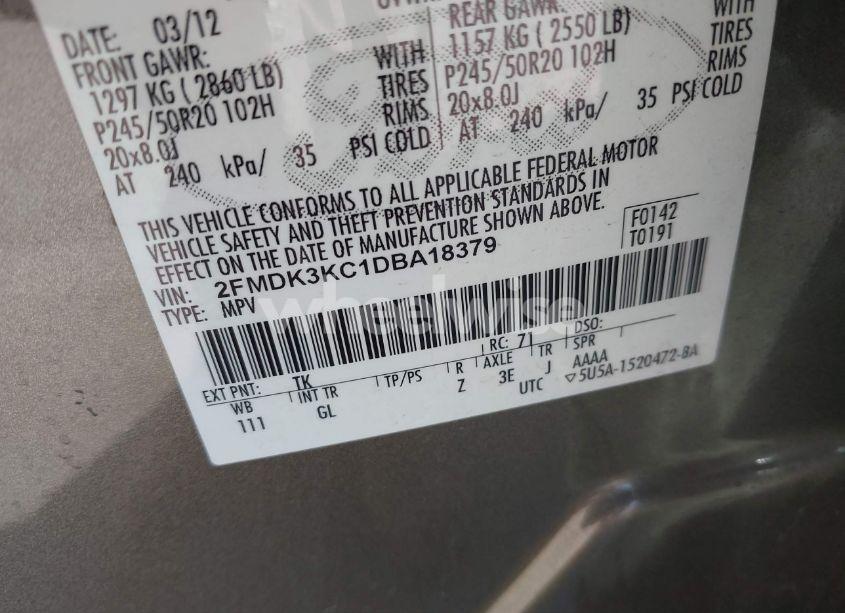 DATE: 03/12
FRONT GAWR:
1297 KG ( 2860 LB) WITH
P245/50R20 102H TIRES
20x8.0J RIMS
AT 240 kPa/ 35 PSI COLD
REAR GAWR:
1157 KG ( 2550 LB) WITH
P245/50R20 102H TIRES
20x8.0J RIMS
AT 240 kPa/ 35 PSI COLD
THIS VEHICLE CONFORMS TO ALL APPLICABLE FEDERAL MOTOR
VEHICLE SAFETY AND THEFT PREVENTION STANDARDS IN
EFFECT ON THE DATE OF MANUFACTURE SHOWN ABOVE.
VIN: 2FMDK3KC1DBA18379
TYPE: MPV
F0142
T0191
wheelwise
EXT PNT: TK RC: 71 DSO:
WB INT TR TP/PS R AXLE TR SPR
111 GL Z 3E J AAAA
UTC ▽5U5A-1520472-BA